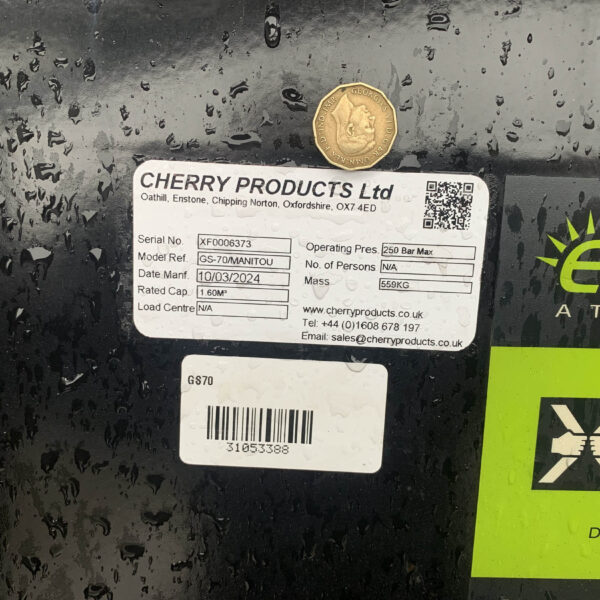 CHERRY PRODUCTS Ltd
Oathill, Enstone, Chipping Norton, Oxfordshire, OX7 4ED
Serial No. XF0006373
Model Ref. GS-70/MANITOU
Date Manf. 10/03/2024
Rated Cap. 1.60M³
Load Centre N/A
Operating Pres. 250 Bar Max
No. of Persons N/A
Mass 559KG
www.cherryproducts.co.uk
Tel: +44 (0)1608 678 197
Email: sales@cherryproducts.co.uk
GS70
31053388
e
A T
X
D